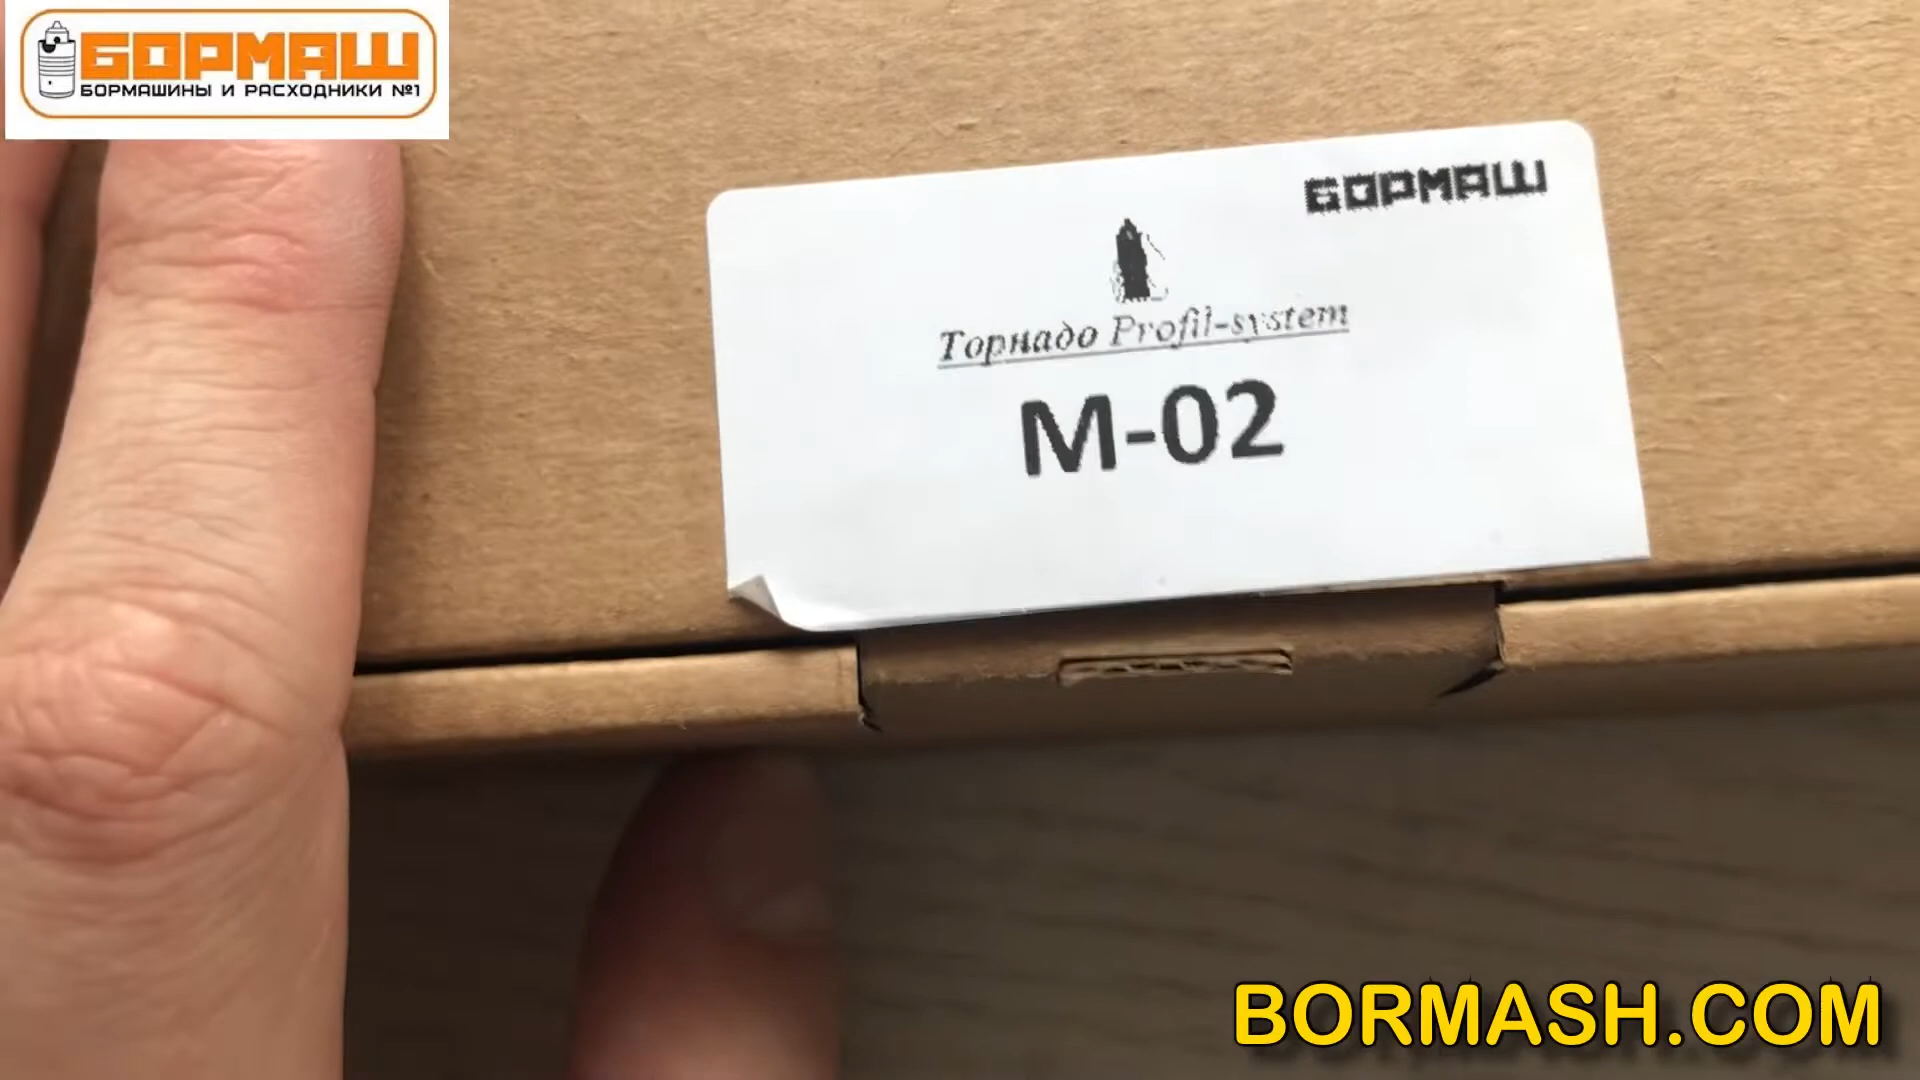 БОРМАШ
БОРМАШИНЫ И РАСХОДНИКИ №1
БОРМАШ
Торнадо Profil-system
М-02
BORMASH.COM